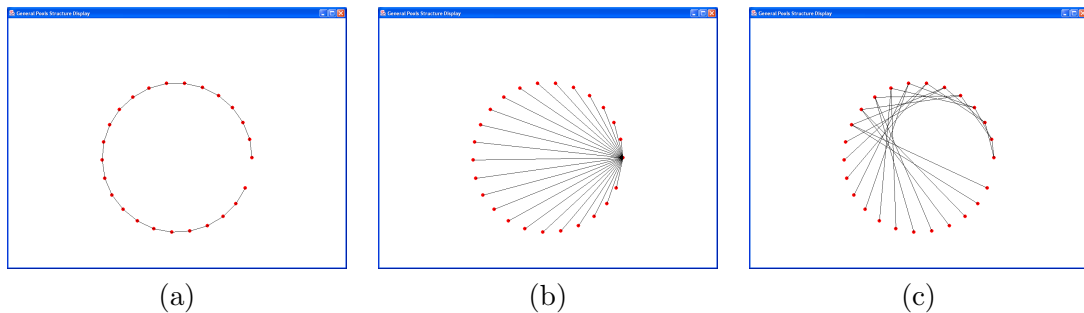 General Pools Structure Display
General Pools Structure Display
General Pools Structure Display
(a)
(b)
(c)